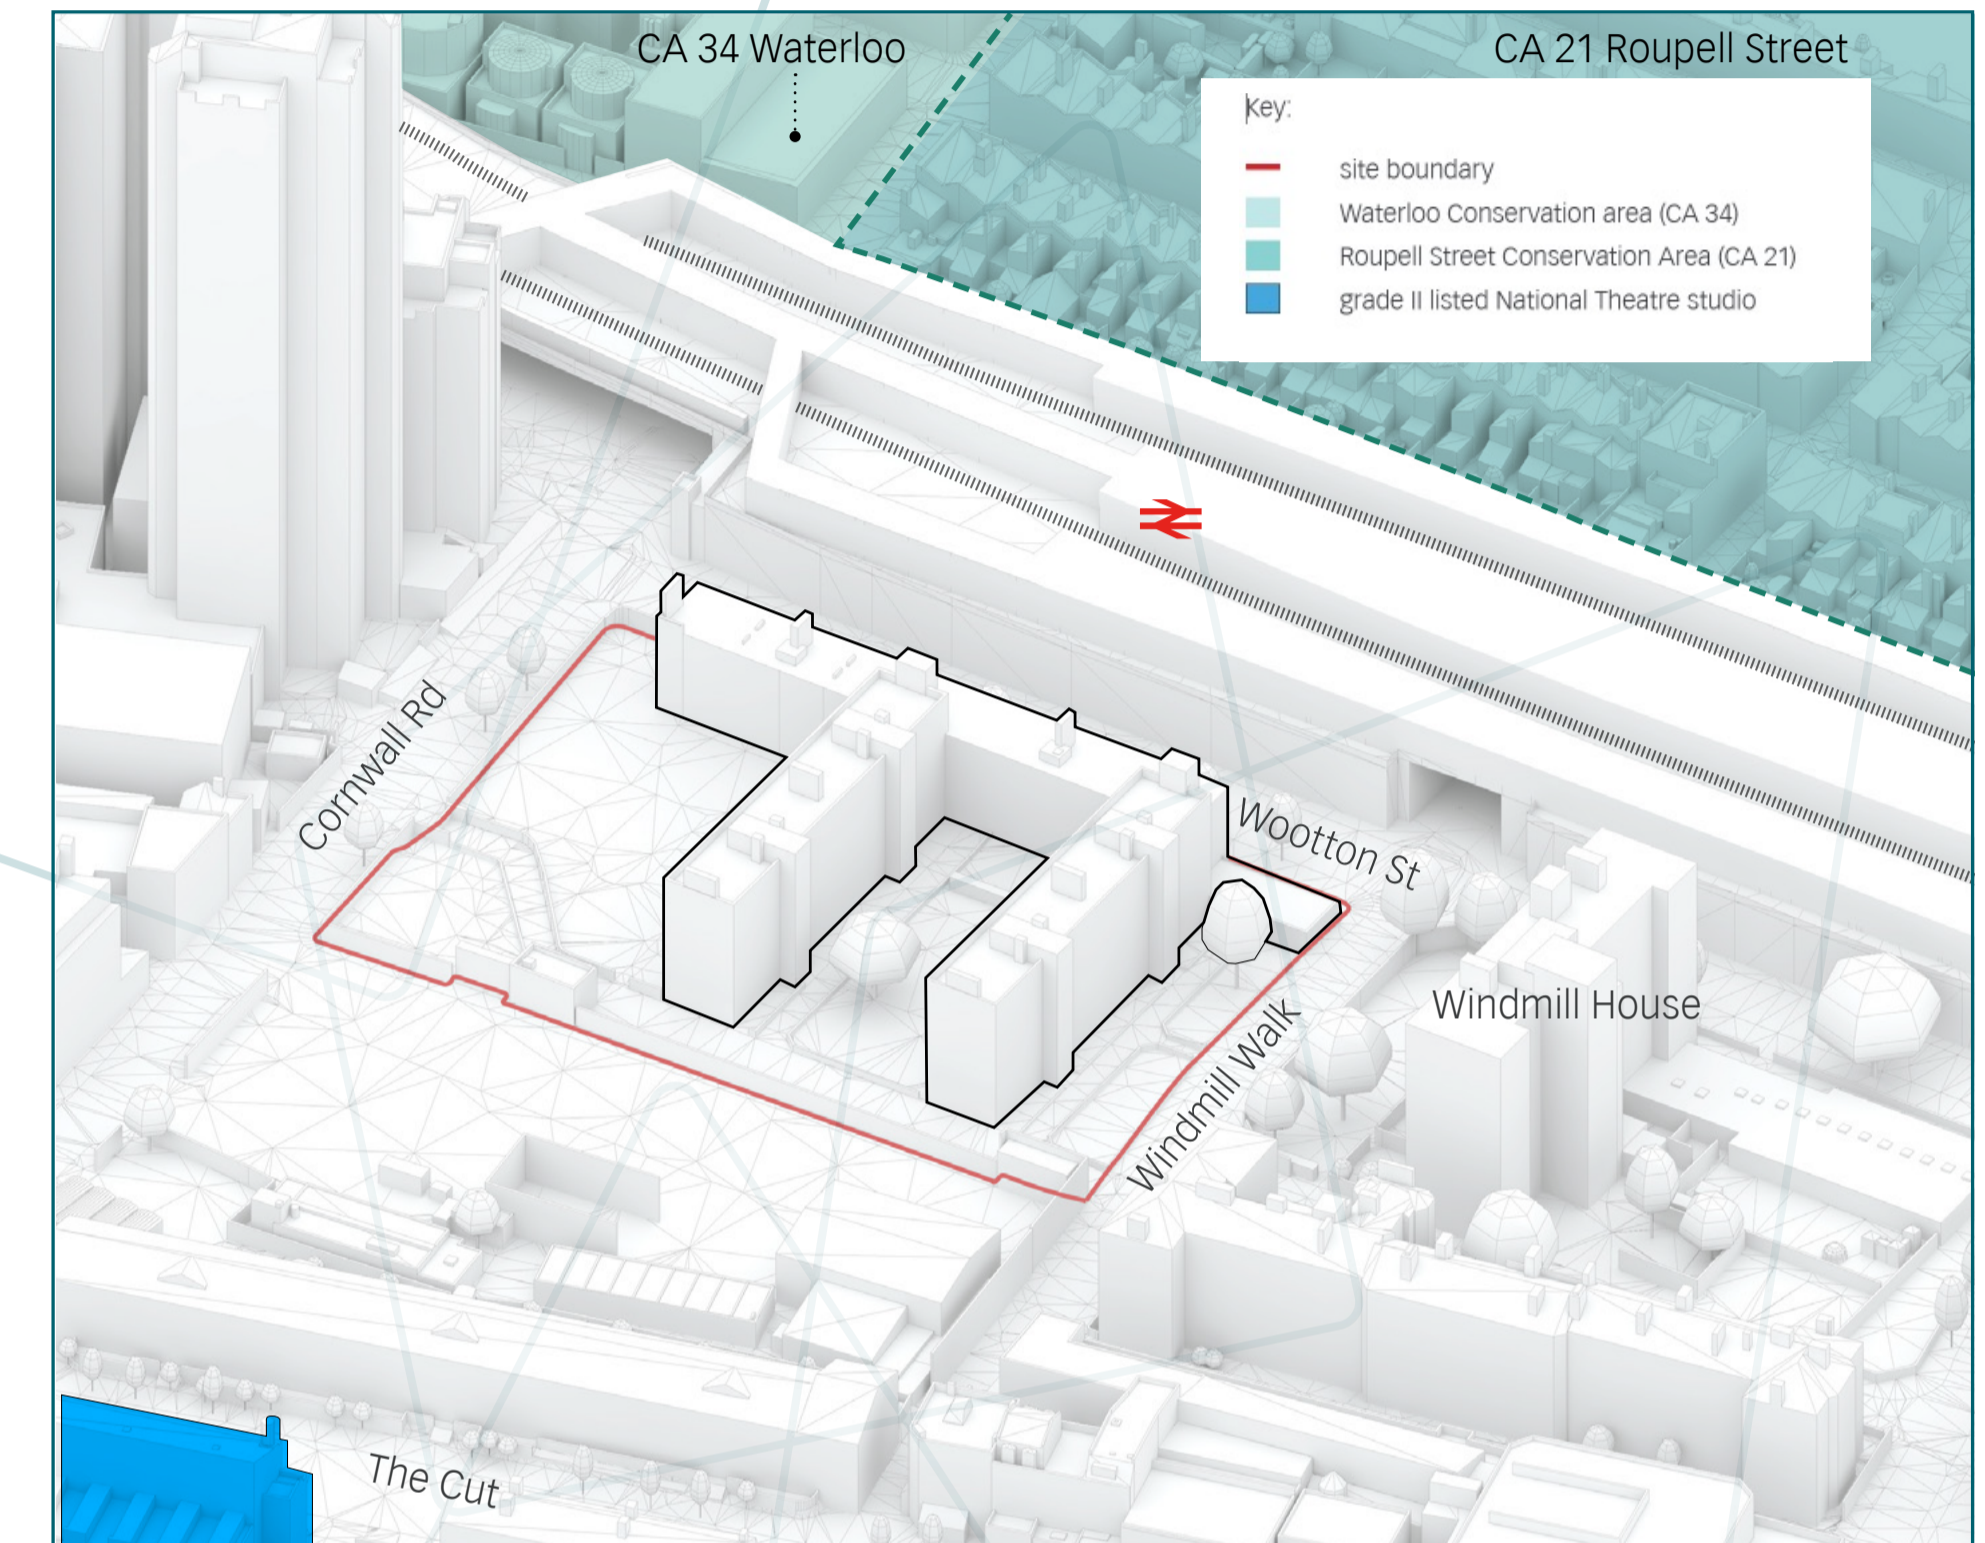 CA 34 Waterloo
CA 21 Roupell Street
Key:
site boundary
Waterloo Conservation area (CA 34)
Roupell Street Conservation Area (CA 21)
grade II listed National Theatre studio
Cornwall Rd
Wootton St
Windmill House
Windmill Walk
The Cut